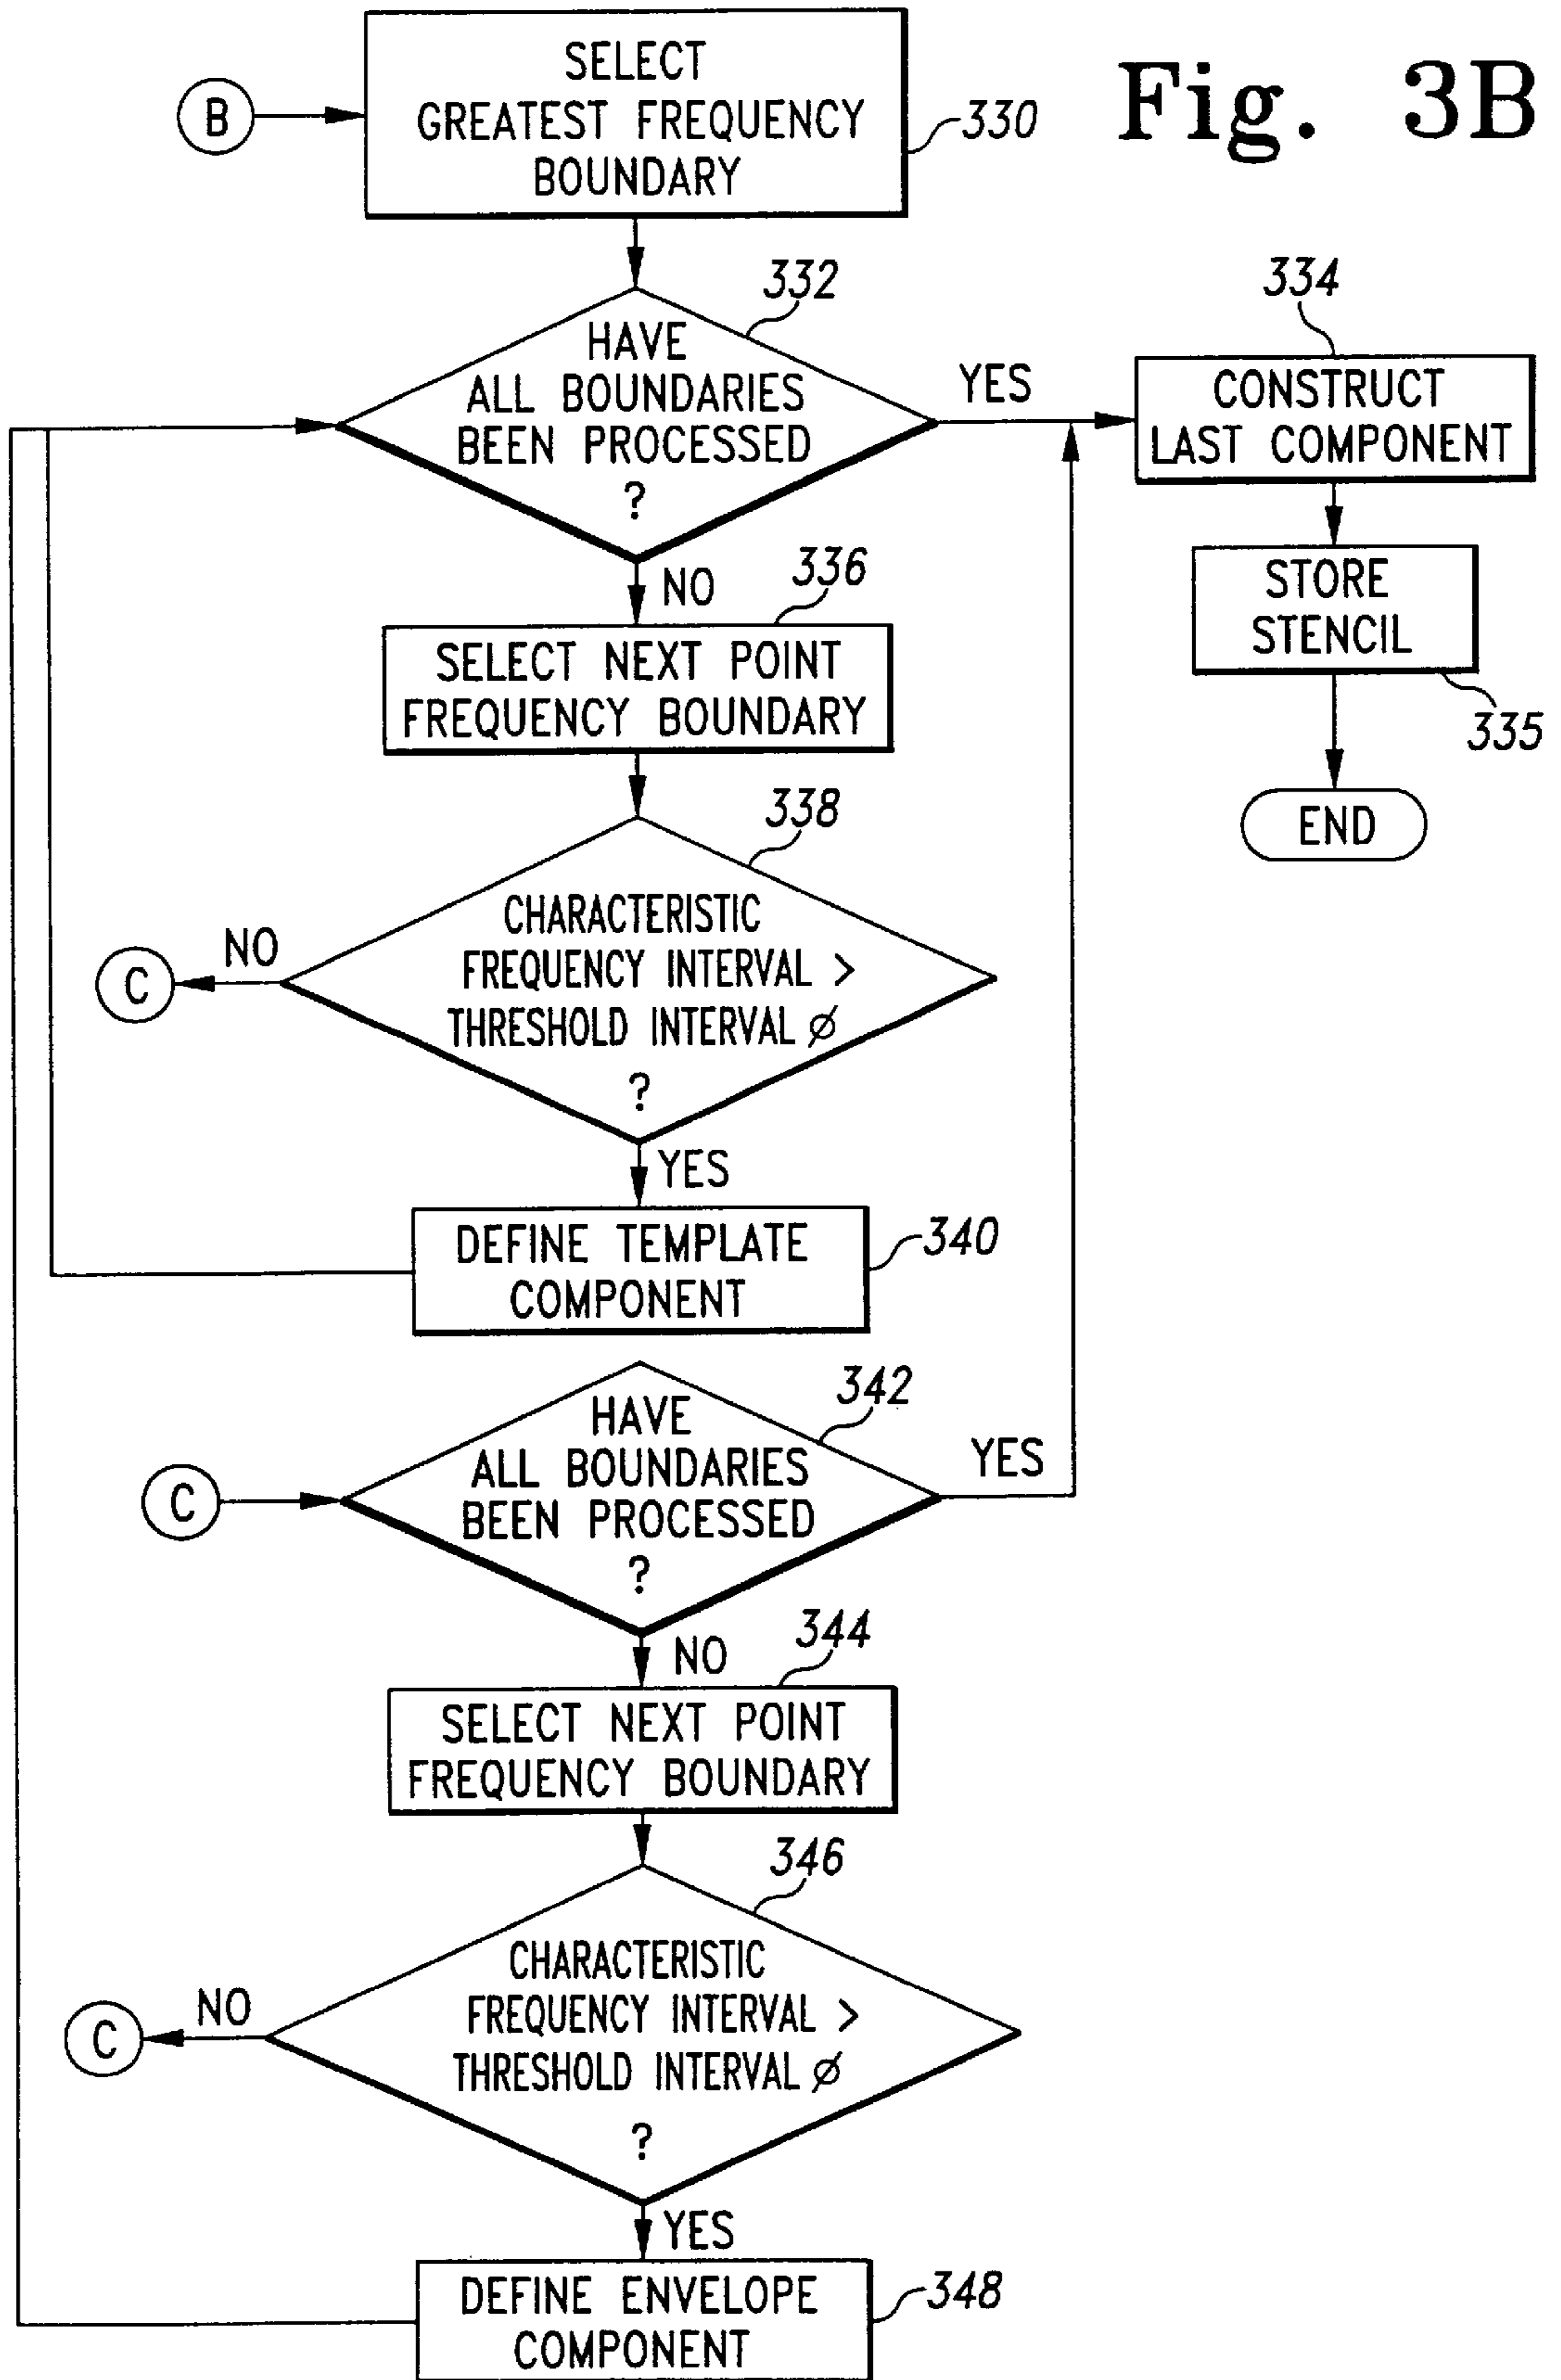 Fig. 3B
B
SELECT
GREATEST FREQUENCY
BOUNDARY
330
332
HAVE
ALL BOUNDARIES
BEEN PROCESSED
?
YES
334
CONSTRUCT
LAST COMPONENT
STORE
STENCIL
335
END
NO
336
SELECT NEXT POINT
FREQUENCY BOUNDARY
338
CHARACTERISTIC
FREQUENCY INTERVAL >
THRESHOLD INTERVAL ϕ
?
NO
C
YES
DEFINE TEMPLATE
COMPONENT
340
342
C
HAVE
ALL BOUNDARIES
BEEN PROCESSED
?
YES
NO
344
SELECT NEXT POINT
FREQUENCY BOUNDARY
346
CHARACTERISTIC
FREQUENCY INTERVAL >
THRESHOLD INTERVAL ϕ
?
NO
C
YES
DEFINE ENVELOPE
COMPONENT
348